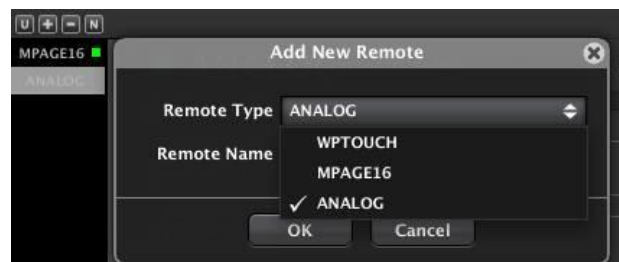 U + - N
MPAGE16
Add New Remote
ANALOG
Remote Type ANALOG
WPTOUCH
Remote Name
MPAGE16
✓ ANALOG
OK Cancel